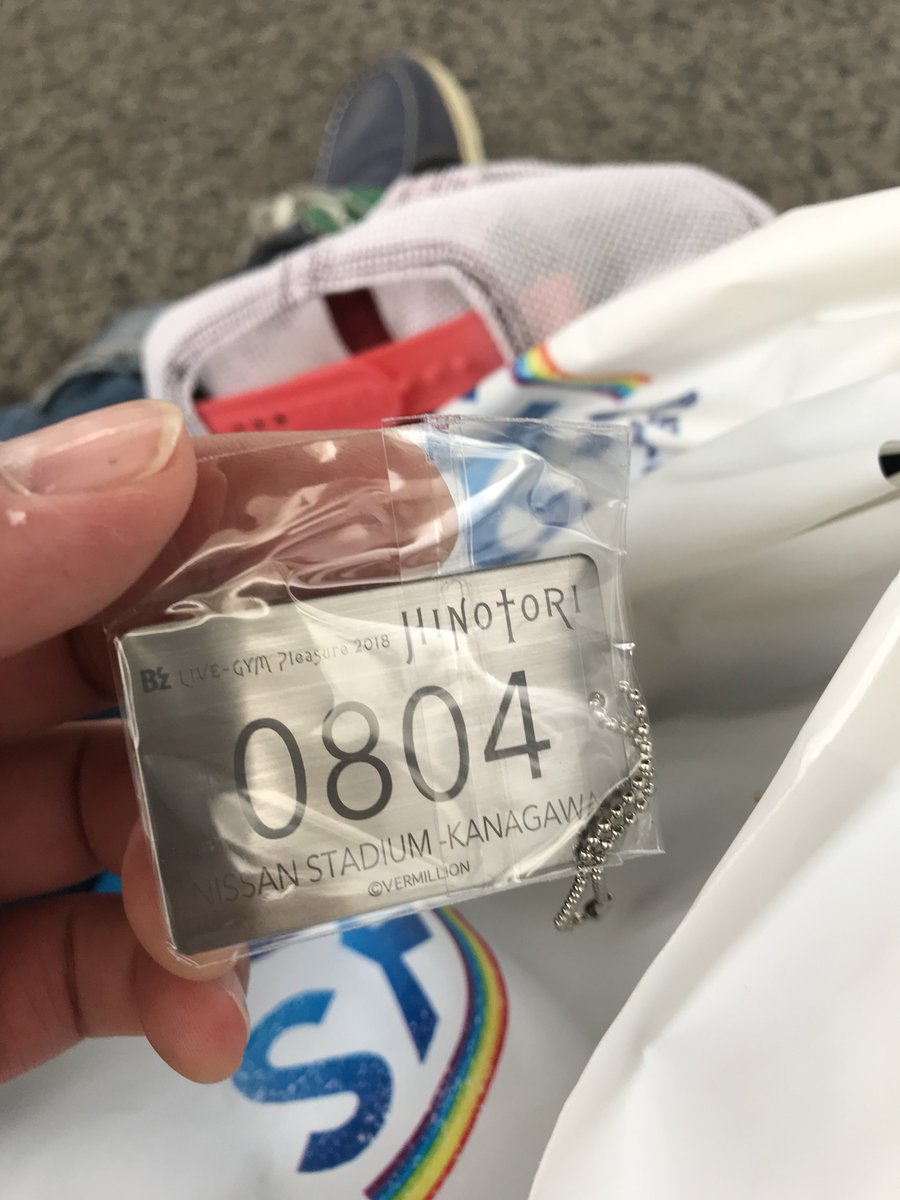 B'z LIVE-GYM Pleasure 2018 HINOTORI
0804
NISSAN STADIUM -KANAGAWA
©VERMILLION